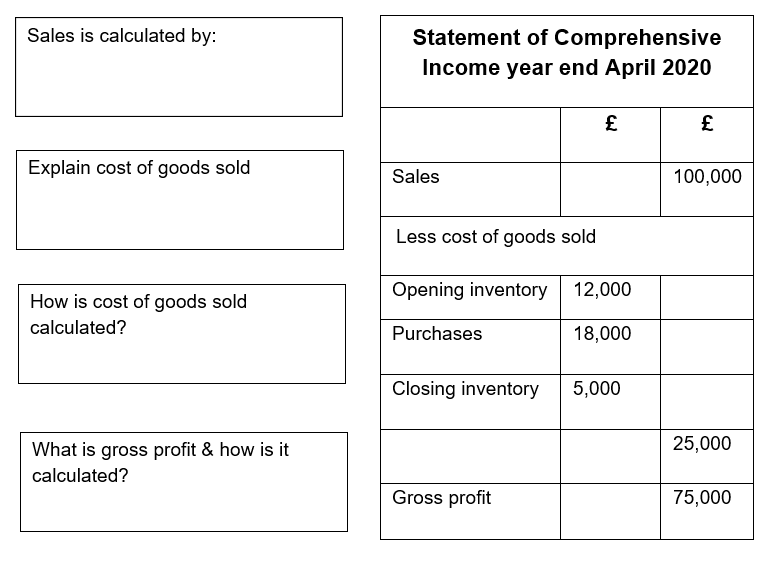 Sales is calculated by:
Explain cost of goods sold
How is cost of goods sold
calculated?
What is gross profit & how is it
calculated?
Statement of Comprehensive
Income year end April 2020
£ £
Sales 100,000
Less cost of goods sold
Opening inventory 12,000
Purchases 18,000
Closing inventory 5,000
25,000
Gross profit 75,000